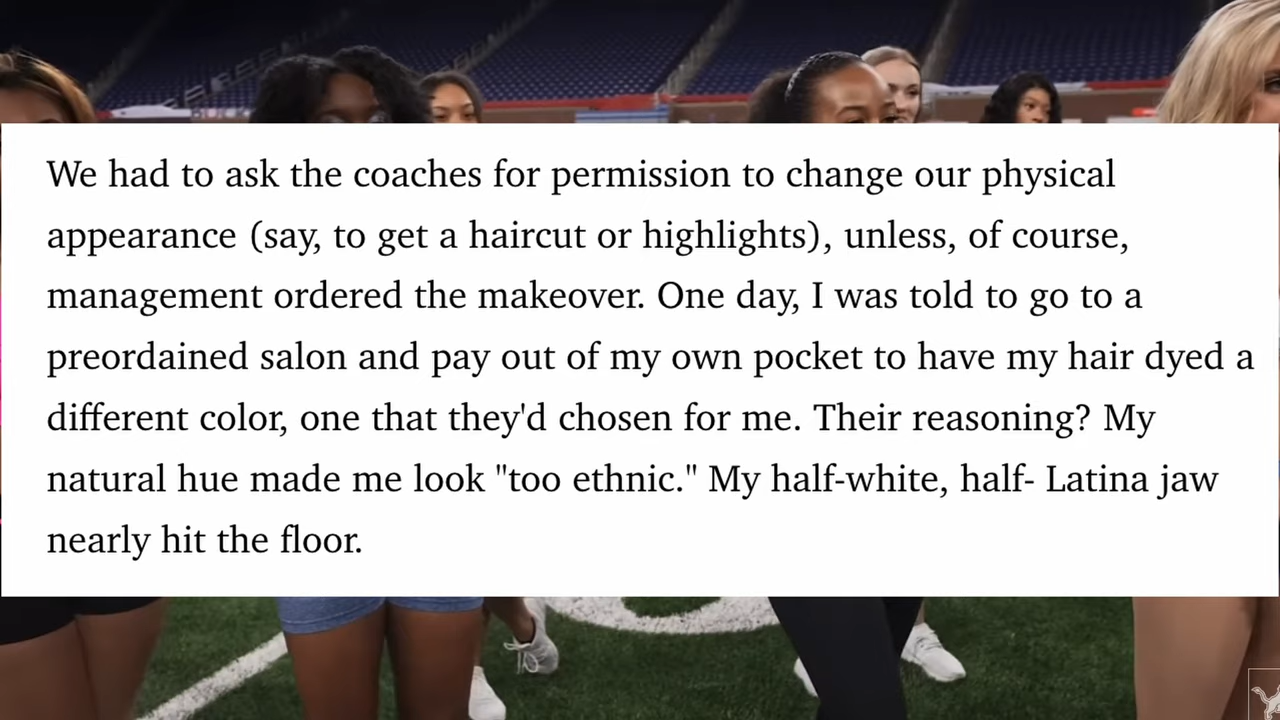 We had to ask the coaches for permission to change our physical
appearance (say, to get a haircut or highlights), unless, of course,
management ordered the makeover. One day, I was told to go to a
preordained salon and pay out of my own pocket to have my hair dyed a
different color, one that they'd chosen for me. Their reasoning? My
natural hue made me look "too ethnic." My half-white, half- Latina jaw
nearly hit the floor.